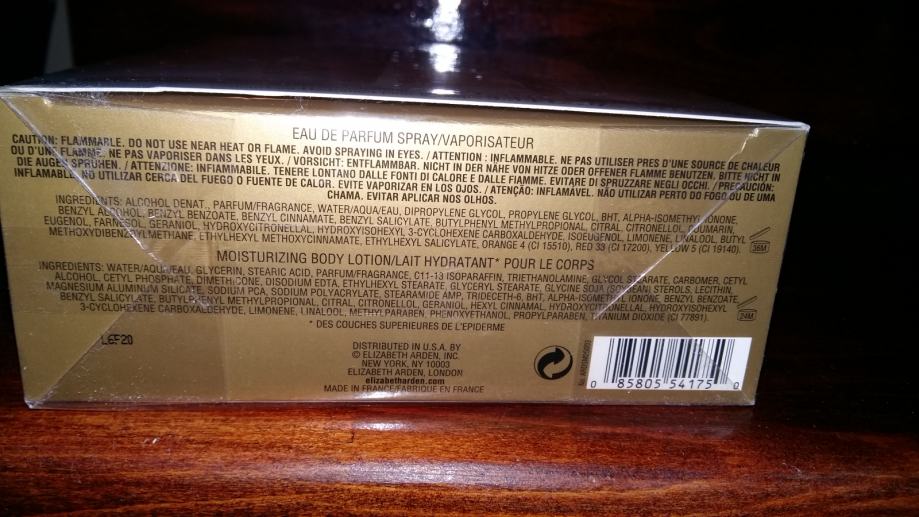 EAU DE PARFUM SPRAY/VAPORISATEUR
CAUTION: FLAMMABLE. DO NOT USE NEAR HEAT OR FLAME. AVOID SPRAYING IN EYES. / ATTENTION : INFLAMMABLE. NE PAS UTILISER PRES D'UNE SOURCE DE CHALEUR
OU D'UNE FLAMME. NE PAS VAPORISER DANS LES YEUX. / VORSICHT: ENTFLAMMBAR. NICHT IN DER NÄHE VON HITZE ODER OFFENER FLAMME BENUTZEN. BITTE NICHT IN
DIE AUGEN SPRÜHEN. / ATTENZIONE: INFIAMMABILE. TENERE LONTANO DALLE FONTI DI CALORE E DALLE FIAMME. EVITARE DI SPRUZZARE NEGLI OCCHI. / PRECAUCIÓN:
INFLAMABLE. NO UTILIZAR CERCA DEL FUEGO O FUENTE DE CALOR. EVITE VAPORIZAR EN LOS OJOS. / ATENÇÃO: INFLAMAVEL. NÃO UTILIZAR PERTO DO FOGO OU DE UMA
CHAMA. EVITAR APLICAR NOS OLHOS.
INGREDIENTS: ALCOHOL DENAT., PARFUM/FRAGRANCE, WATER/AQUA/EAU, DIPROPYLENE GLYCOL, PROPYLENE GLYCOL, BHT, ALPHA-ISOMETHYL IONONE,
BENZYL ALCOHOL, BENZYL BENZOATE, BENZYL CINNAMATE, BENZYL SALICYLATE, BUTYLPHENYL METHYLPROPIONAL, CITRAL, CITRONELLOL, COUMARIN,
EUGENOL, FARNESOL, GERANIOL, HYDROXYCITRONELLAL, HYDROXYISOHEXYL 3-CYCLOHEXENE CARBOXALDEHYDE, ISOEUGENOL, LIMONENE, LINALOOL, BUTYL
METHOXYDIBENZOYLMETHANE, ETHYLHEXYL METHOXYCINNAMATE, ETHYLHEXYL SALICYLATE, ORANGE 4 (CI 15510), RED 33 (CI 17200), YELLOW 5 (CI 19140). 36M
MOISTURIZING BODY LOTION/LAIT HYDRATANT* POUR LE CORPS
INGREDIENTS: WATER/AQUA/EAU, GLYCERIN, STEARIC ACID, PARFUM/FRAGRANCE, C11-13 ISOPARAFFIN, TRIETHANOLAMINE, GLYCOL STEARATE, CARBOMER, CETYL
ALCOHOL, CETYL PHOSPHATE, DIMETHICONE, DISODIUM EDTA, ETHYLHEXYL STEARATE, GLYCERYL STEARATE, GLYCINE SOJA (SOYBEAN) STEROLS, LECITHIN,
MAGNESIUM ALUMINUM SILICATE, SODIUM PCA, SODIUM POLYACRYLATE, STEARAMIDE AMP, TRIDECETH-6, BHT, ALPHA-ISOMETHYL IONONE, BENZYL BENZOATE,
BENZYL SALICYLATE, BUTYLPHENYL METHYLPROPIONAL, CITRAL, CITRONELLOL, GERANIOL, HEXYL CINNAMAL, HYDROXYCITRONELLAL, HYDROXYISOHEXYL
3-CYCLOHEXENE CARBOXALDEHYDE, LIMONENE, LINALOOL, METHYLPARABEN, PHENOXYETHANOL, PROPYLPARABEN, TITANIUM DIOXIDE (CI 77891). 24M
* DES COUCHES SUPERIEURES DE L'EPIDERME
DISTRIBUTED IN U.S.A. BY
© ELIZABETH ARDEN, INC.
NEW YORK, NY 10003
ELIZABETH ARDEN, LONDON
elizabetharden.com
MADE IN FRANCE/FABRIQUE EN FRANCE
0 85805 54175 0